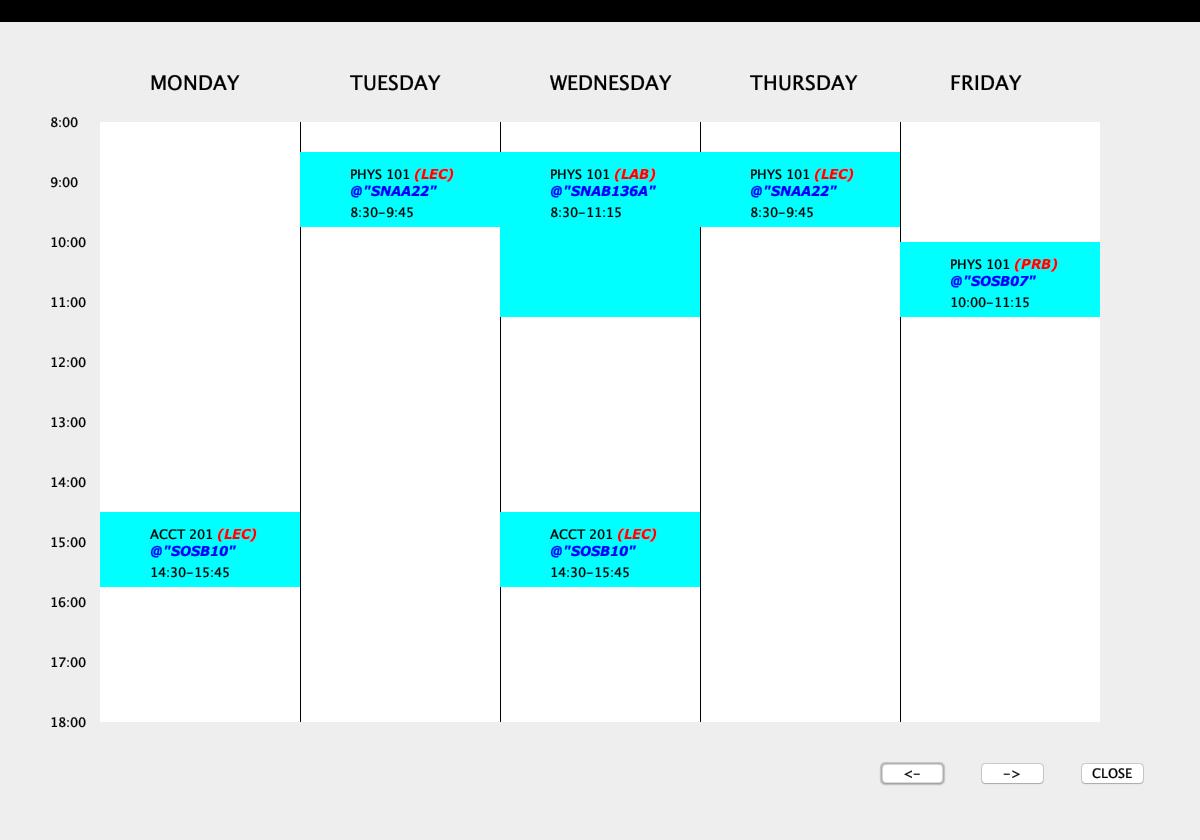 MONDAY TUESDAY WEDNESDAY THURSDAY FRIDAY
8:00
9:00
PHYS 101 (LEC)
@"SNAA22"
8:30-9:45
PHYS 101 (LAB)
@"SNAB136A"
8:30-11:15
PHYS 101 (LEC)
@"SNAA22"
8:30-9:45
10:00
PHYS 101 (PRB)
@"SOSB07"
10:00-11:15
11:00
12:00
13:00
14:00
ACCT 201 (LEC)
@"SOSB10"
14:30-15:45
ACCT 201 (LEC)
@"SOSB10"
14:30-15:45
15:00
16:00
17:00
18:00
<- -> CLOSE